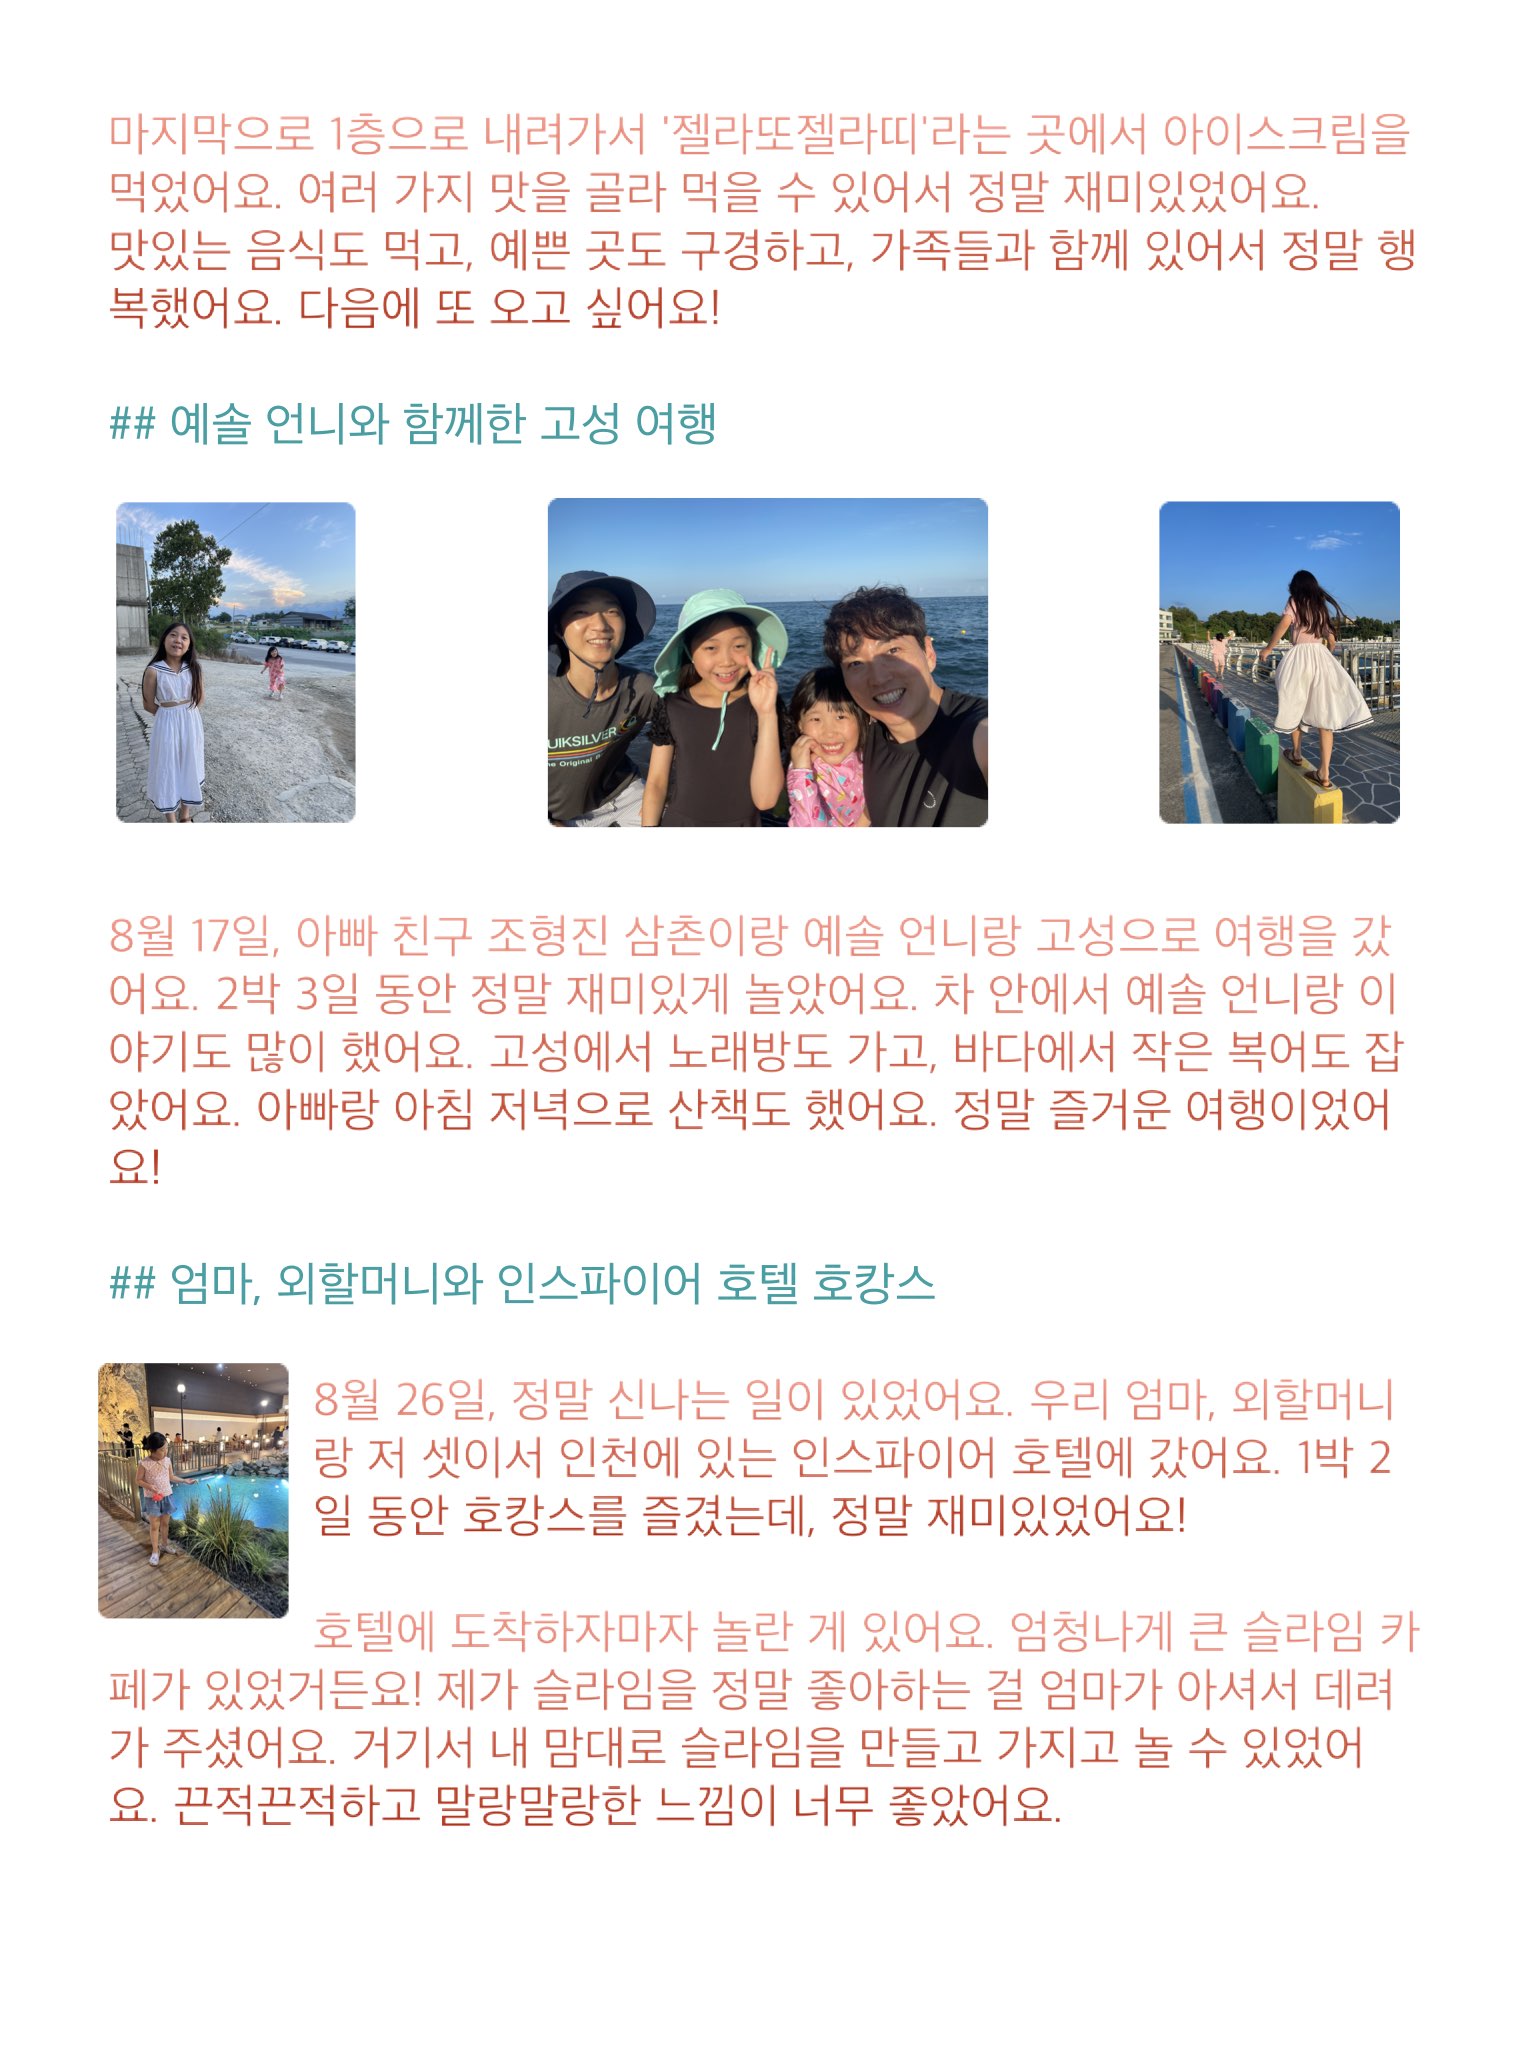 마지막으로 1층으로 내려가서 '젤라또젤라띠'라는 곳에서 아이스크림을
먹었어요. 여러 가지 맛을 골라 먹을 수 있어서 정말 재미있었어요.
맛있는 음식도 먹고, 예쁜 곳도 구경하고, 가족들과 함께 있어서 정말 행
복했어요. 다음에 또 오고 싶어요!
## 예솔 언니와 함께한 고성 여행
UIKSILVER
he Original
8월 17일, 아빠 친구 조형진 삼촌이랑 예솔 언니랑 고성으로 여행을 갔
어요. 2박 3일 동안 정말 재미있게 놀았어요. 차 안에서 예솔 언니랑 이
야기도 많이 했어요. 고성에서 노래방도 가고, 바다에서 작은 복어도 잡
았어요. 아빠랑 아침 저녁으로 산책도 했어요. 정말 즐거운 여행이었어
요!
## 엄마, 외할머니와 인스파이어 호텔 호캉스
8월 26일, 정말 신나는 일이 있었어요. 우리 엄마, 외할머니
랑 저 셋이서 인천에 있는 인스파이어 호텔에 갔어요. 1박 2
일 동안 호캉스를 즐겼는데, 정말 재미있었어요!
호텔에 도착하자마자 놀란 게 있어요. 엄청나게 큰 슬라임 카
페가 있었거든요! 제가 슬라임을 정말 좋아하는 걸 엄마가 아셔서 데려
가 주셨어요. 거기서 내 맘대로 슬라임을 만들고 가지고 놀 수 있었어
요. 끈적끈적하고 말랑말랑한 느낌이 너무 좋았어요.